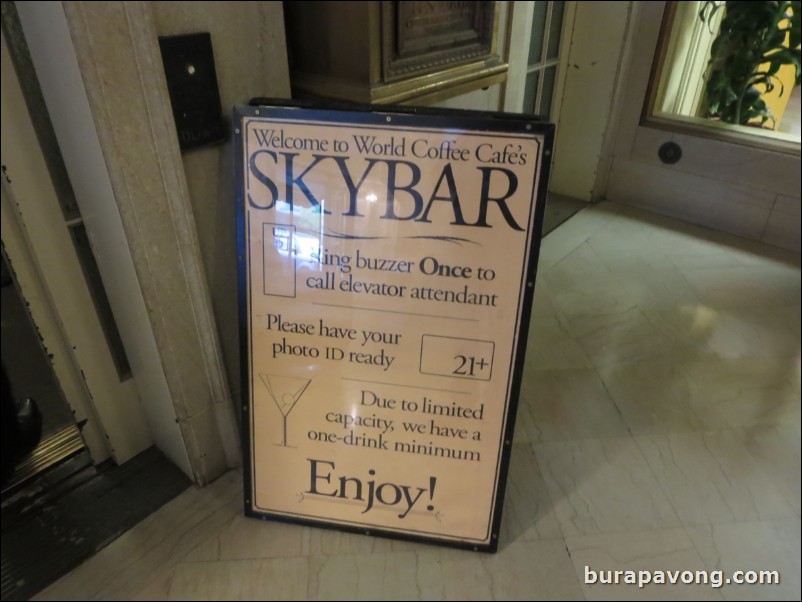 Welcome to World Coffee Cafe's
SKYBAR
Ring buzzer Once to
call elevator attendant
Please have your
photo ID ready
21+
Due to limited
capacity, we have a
one-drink minimum
Enjoy!
burapavong.com